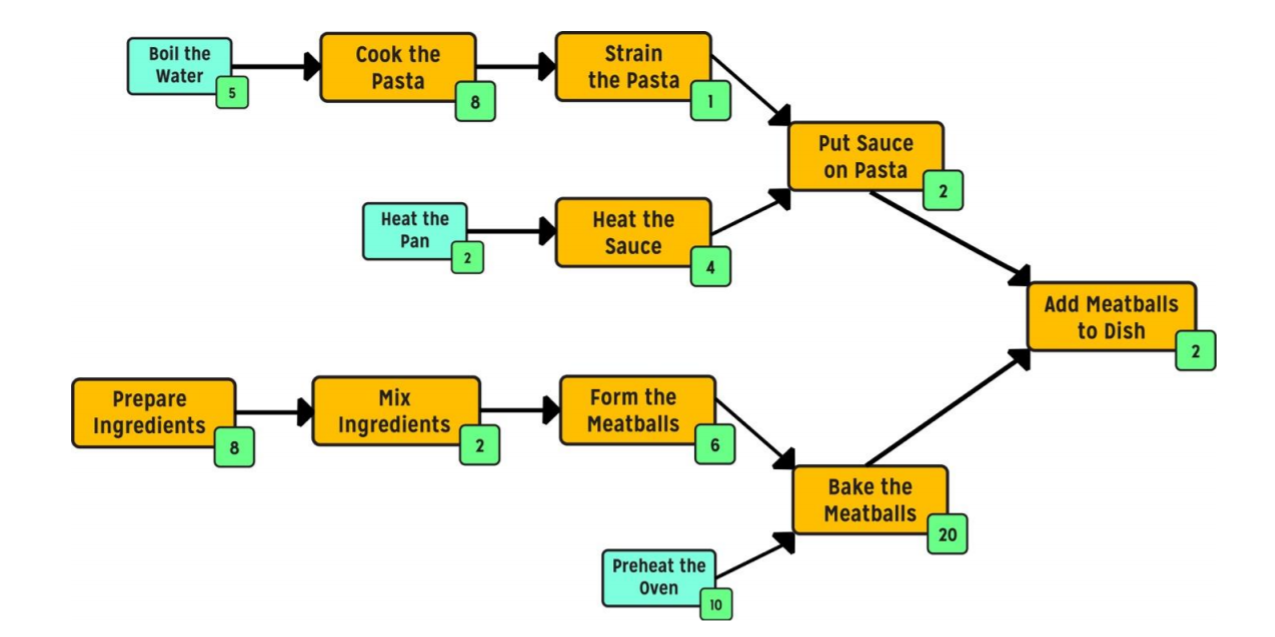 Boil the
Water
5
Cook the
Pasta
8
Strain
the Pasta
1
Put Sauce
on Pasta
2
Heat the
Pan
2
Heat the
Sauce
4
Add Meatballs
to Dish
2
Prepare
Ingredients
8
Mix
Ingredients
2
Form the
Meatballs
6
Bake the
Meatballs
20
Preheat the
Oven
10